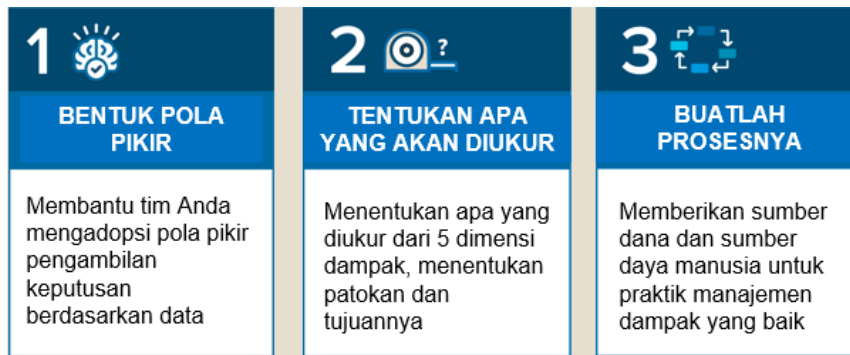 1
BENTUK POLA
PIKIR
Membantu tim Anda
mengadopsi pola pikir
pengambilan
keputusan
berdasarkan data
2
?
TENTUKAN APA
YANG AKAN DIUKUR
Menentukan apa yang
diukur dari 5 dimensi
dampak, menentukan
patokan dan
tujuannya
3
BUATLAH
PROSESNYA
Memberikan sumber
dana dan sumber
daya manusia untuk
praktik manajemen
dampak yang baik